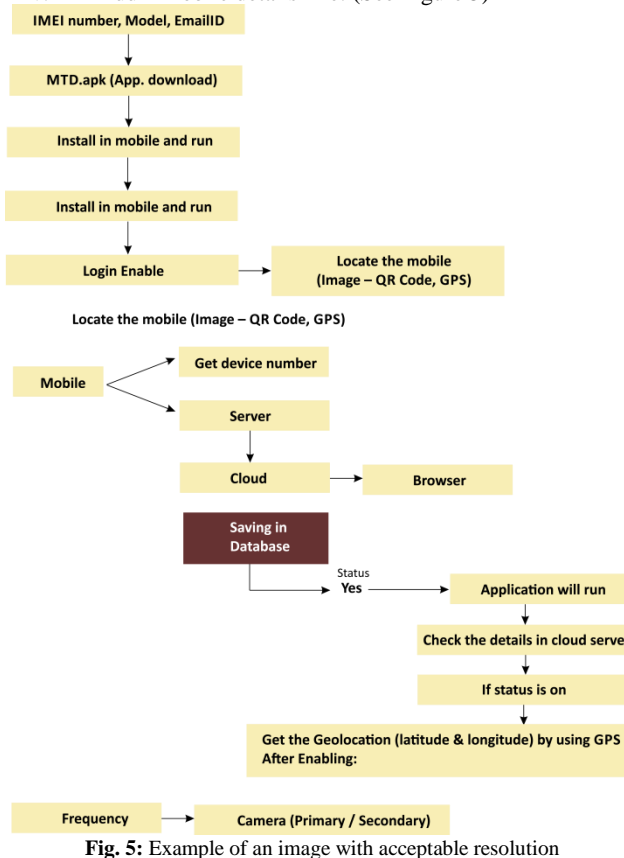 IMEI number, Model, EmailID
MTD.apk (App. download)
Install in mobile and run
Install in mobile and run
Login Enable
Locate the mobile
(Image – QR Code, GPS)
Locate the mobile (Image – QR Code, GPS)
Mobile
Get device number
Server
Cloud
Browser
Saving in
Database
Status
Yes
Application will run
Check the details in cloud serve
If status is on
Get the Geolocation (latitude & longitude) by using GPS
After Enabling:
Frequency
Camera (Primary / Secondary)
Fig. 5: Example of an image with acceptable resolution